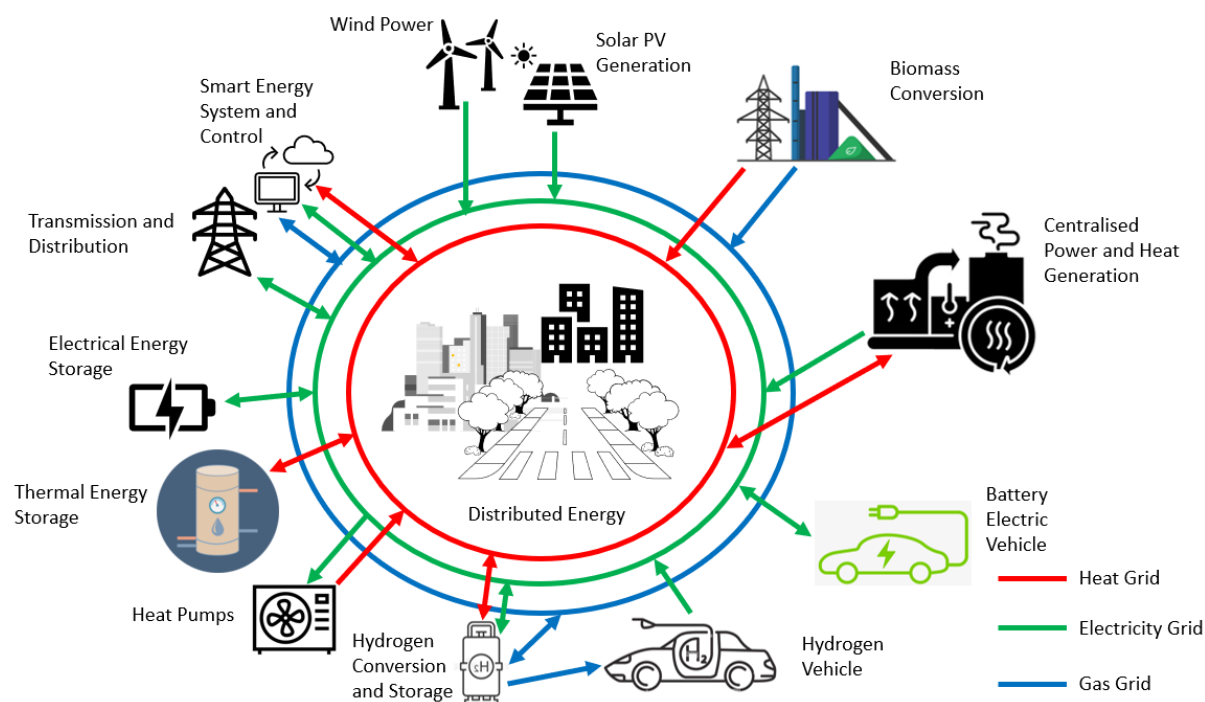 Wind Power
Solar PV
Generation
Biomass
Conversion
Smart Energy
System and
Control
Transmission and
Distribution
Centralised
Power and Heat
Generation
Electrical Energy
Storage
Thermal Energy
Storage
Distributed Energy
Battery
Electric
Vehicle
Heat Pumps
Hydrogen
Conversion
and Storage
H2
H2
Hydrogen
Vehicle
Heat Grid
Electricity Grid
Gas Grid